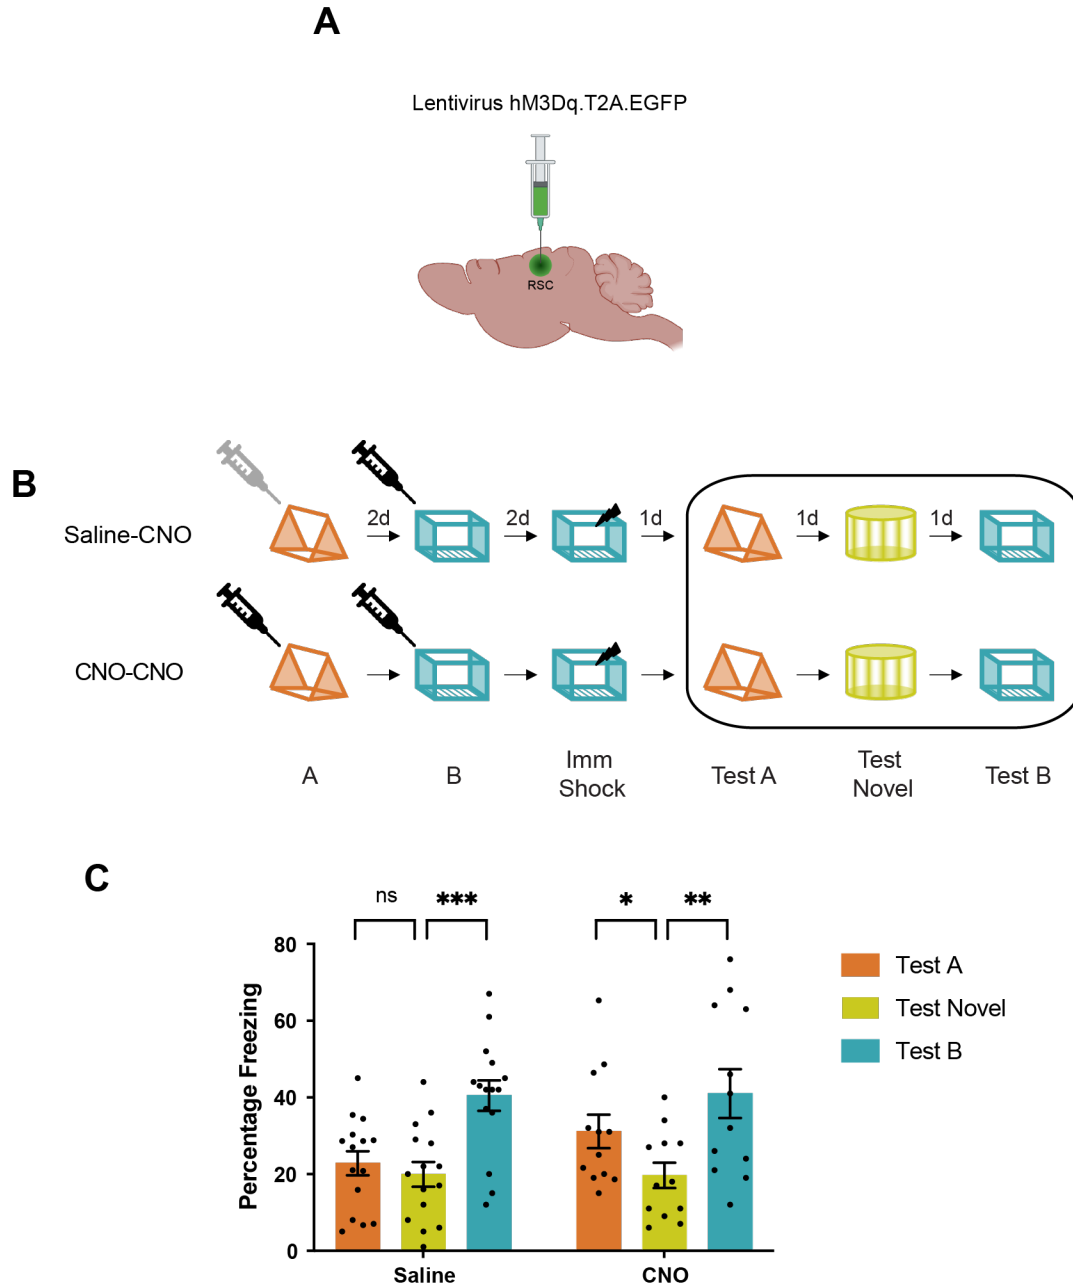 A
Lentivirus hM3Dq.T2A.EGFP
RSC
B
Saline-CNO
2d
2d
1d
1d
1d
CNO-CNO
A
B
Imm
Shock
Test A
Test
Novel
Test B
C
ns
***
*
**
80
60
40
20
0
Percentage Freezing
Saline
CNO
Test A
Test Novel
Test B